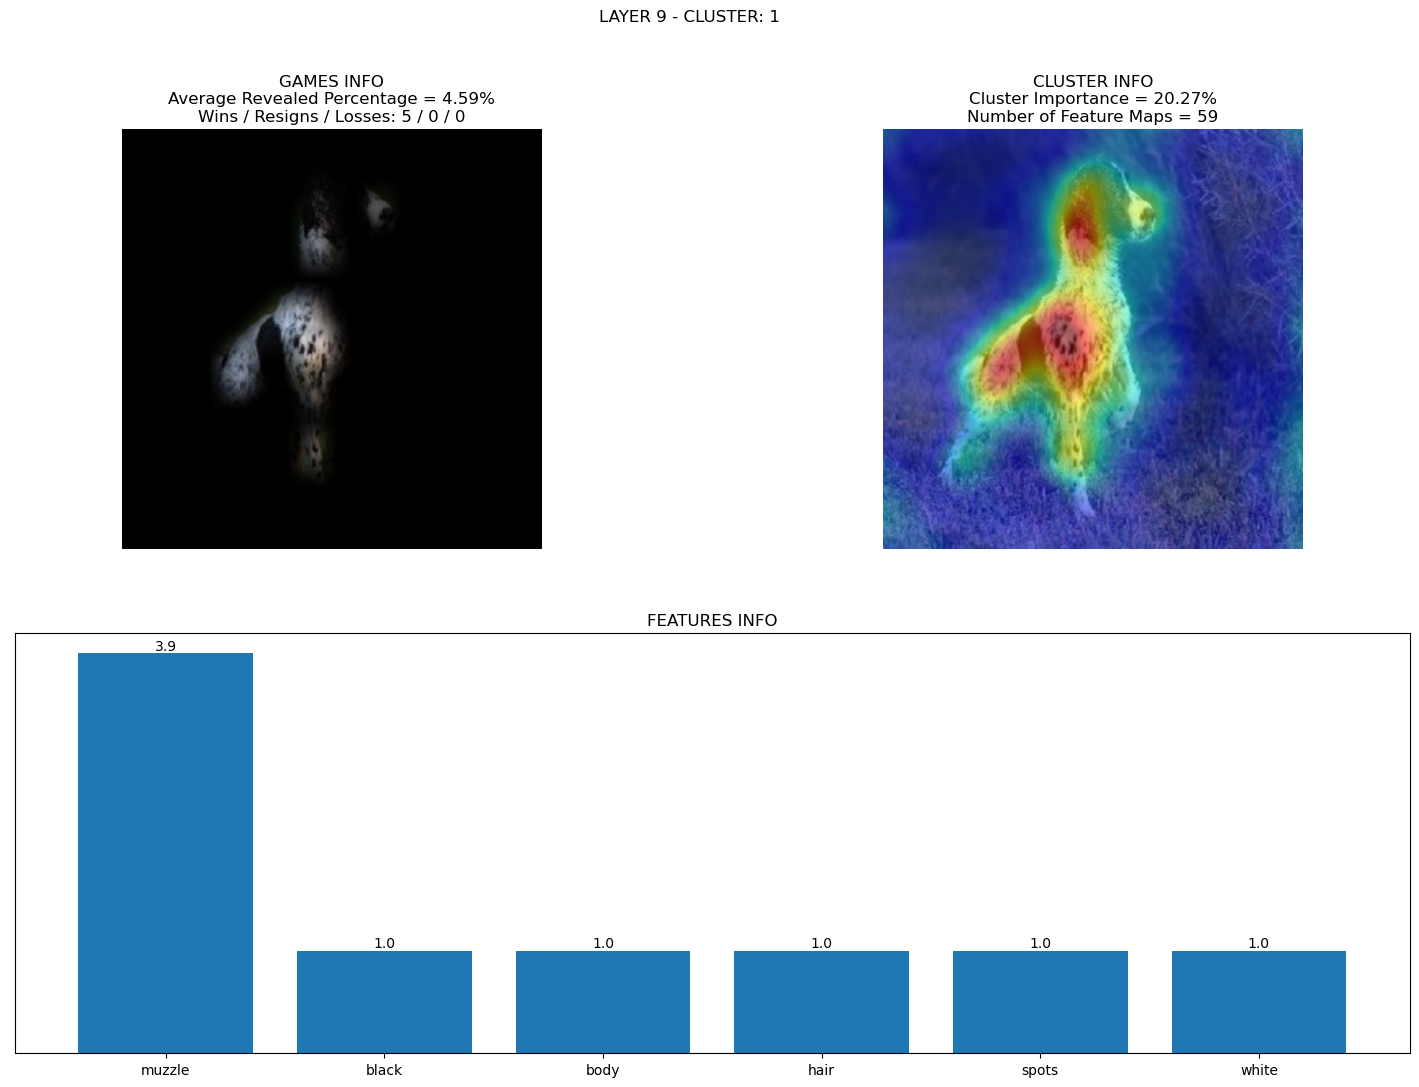 LAYER 9 - CLUSTER: 1
GAMES INFO
Average Revealed Percentage = 4.59%
Wins / Resigns / Losses: 5 / 0 / 0
CLUSTER INFO
Cluster Importance = 20.27%
Number of Feature Maps = 59
FEATURES INFO
3.9
1.0
1.0
1.0
1.0
1.0
muzzle
black
body
hair
spots
white